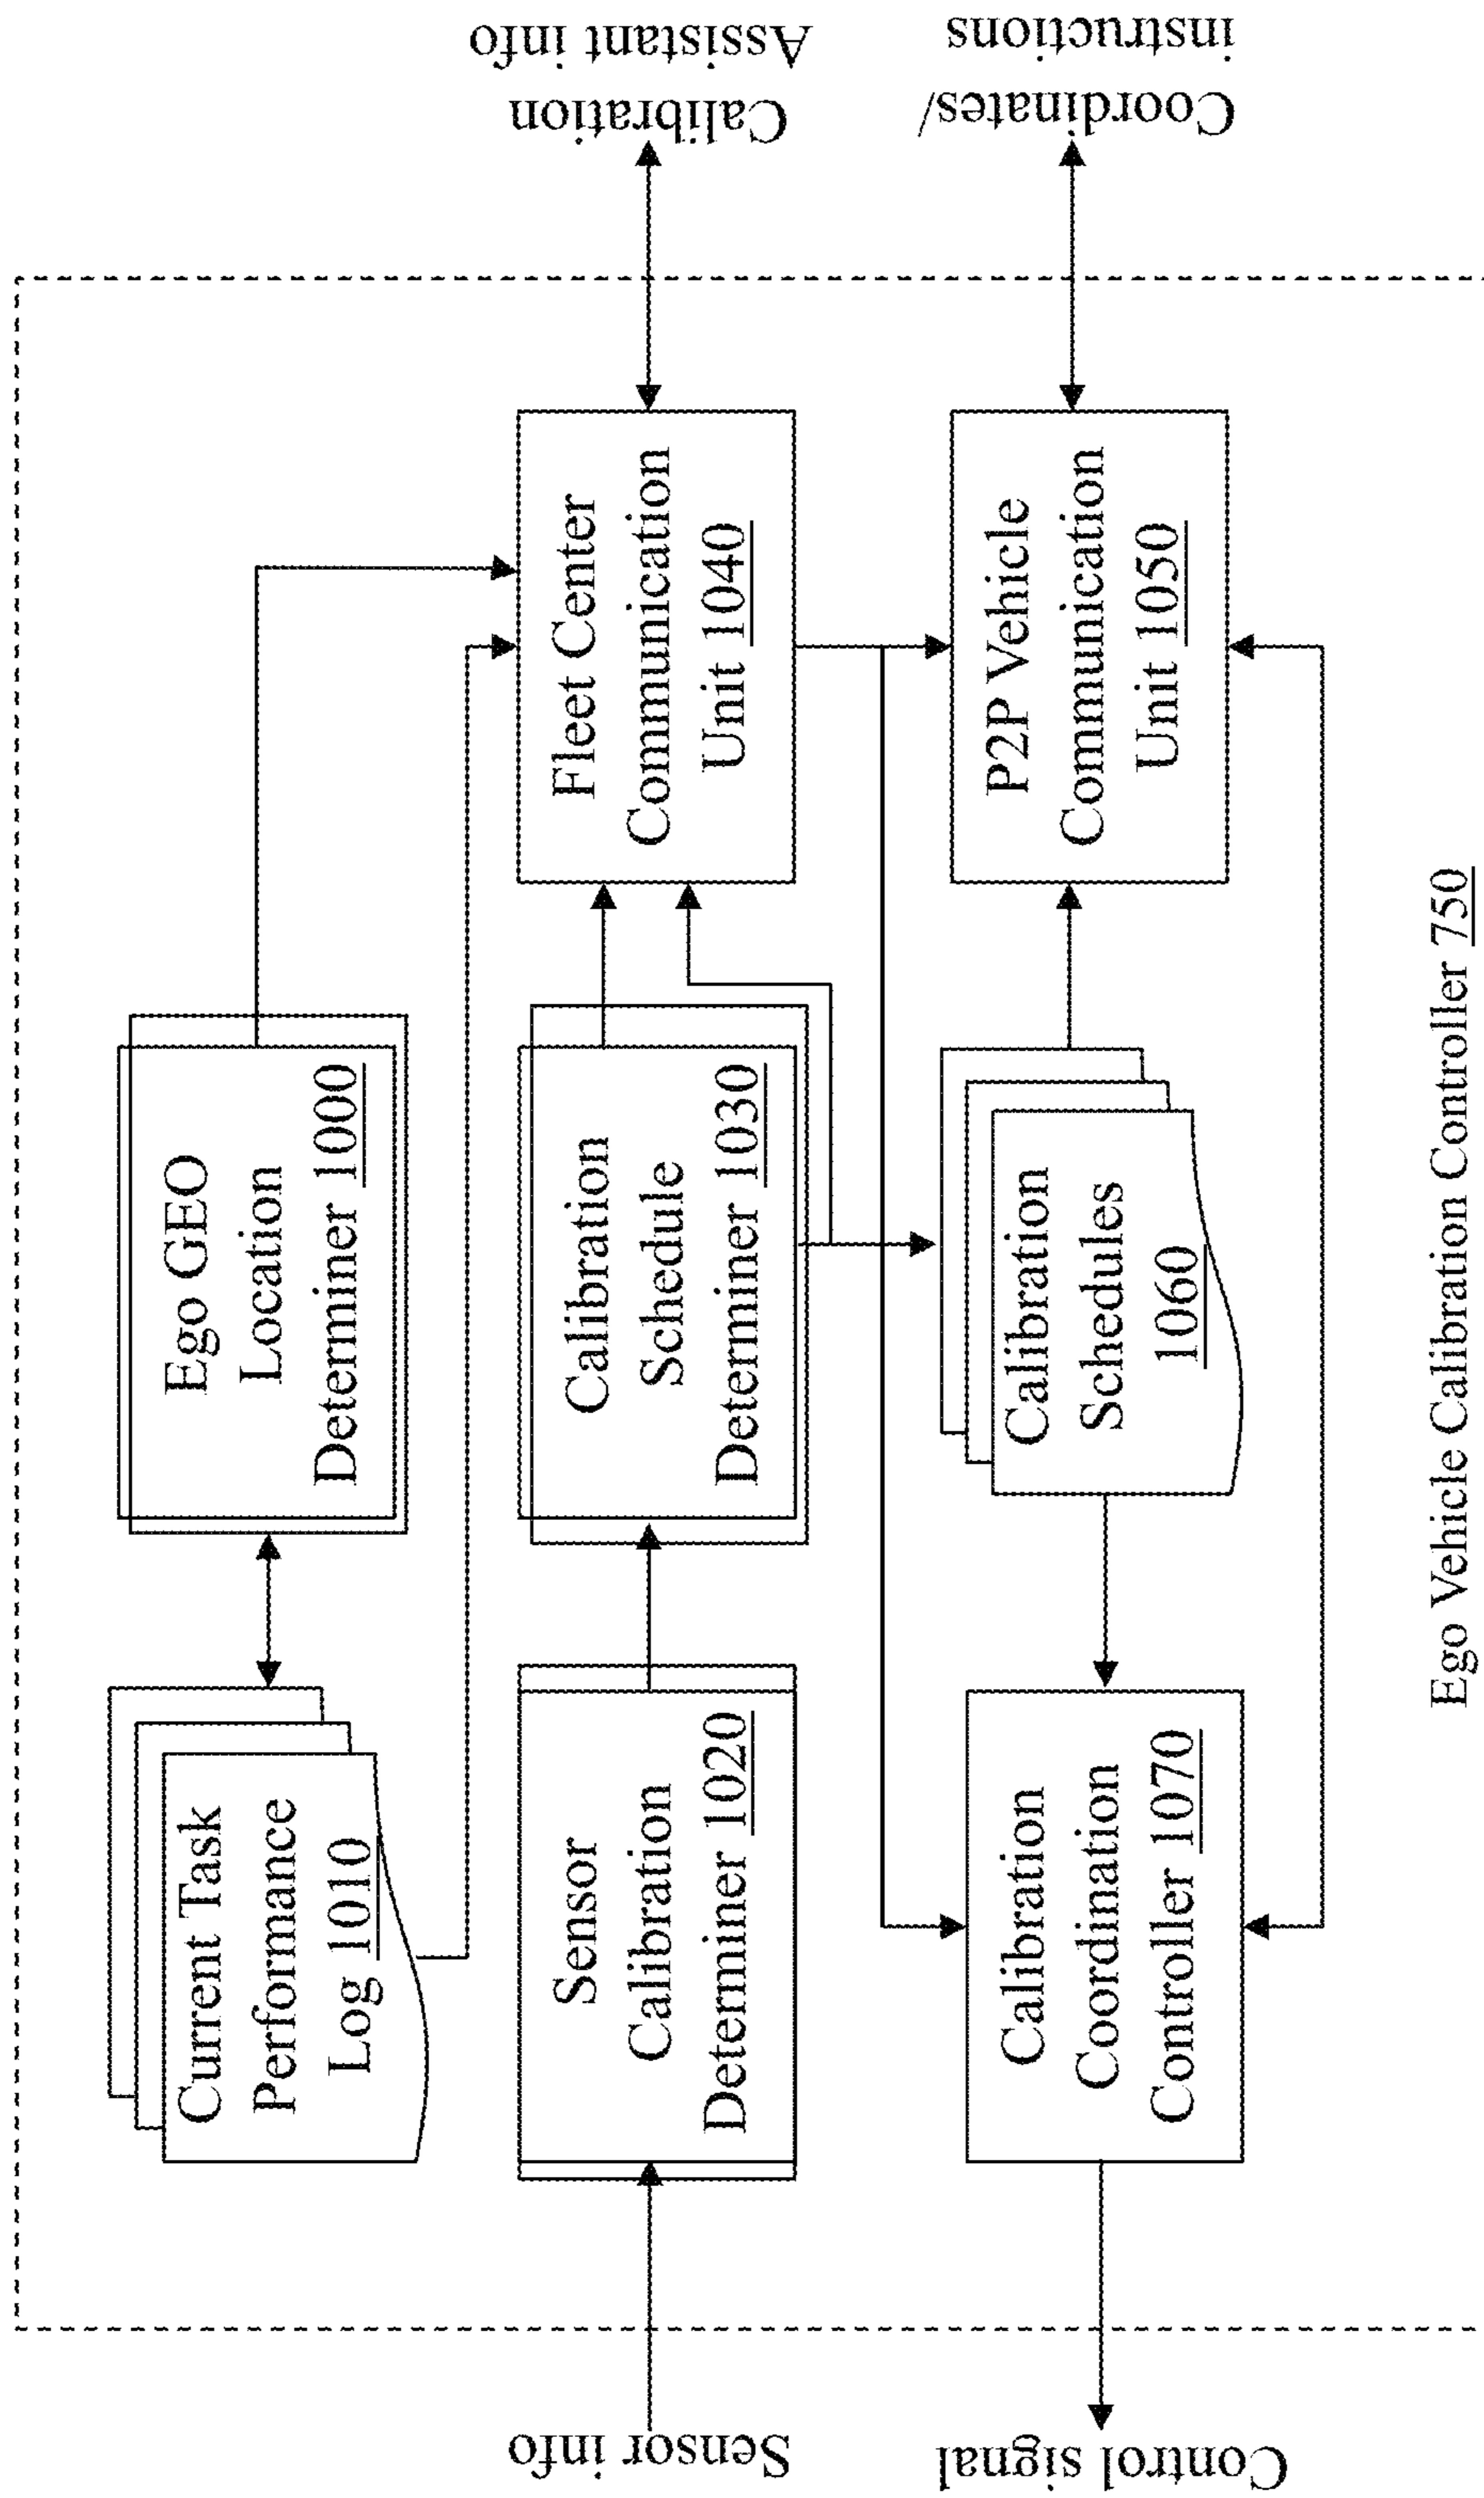 Current Task
Performance
Log 1010
Ego GEO
Location
Determiner 1000
Sensor info
Sensor
Calibration
Determiner 1020
Calibration
Schedule
Determiner 1030
Fleet Center
Communication
Unit 1040
Calibration
Assistant info
Control signal
Calibration
Coordination
Controller 1070
Calibration
Schedules
1060
P2P Vehicle
Communication
Unit 1050
Coordinates/
instructions
Ego Vehicle Calibration Controller 750